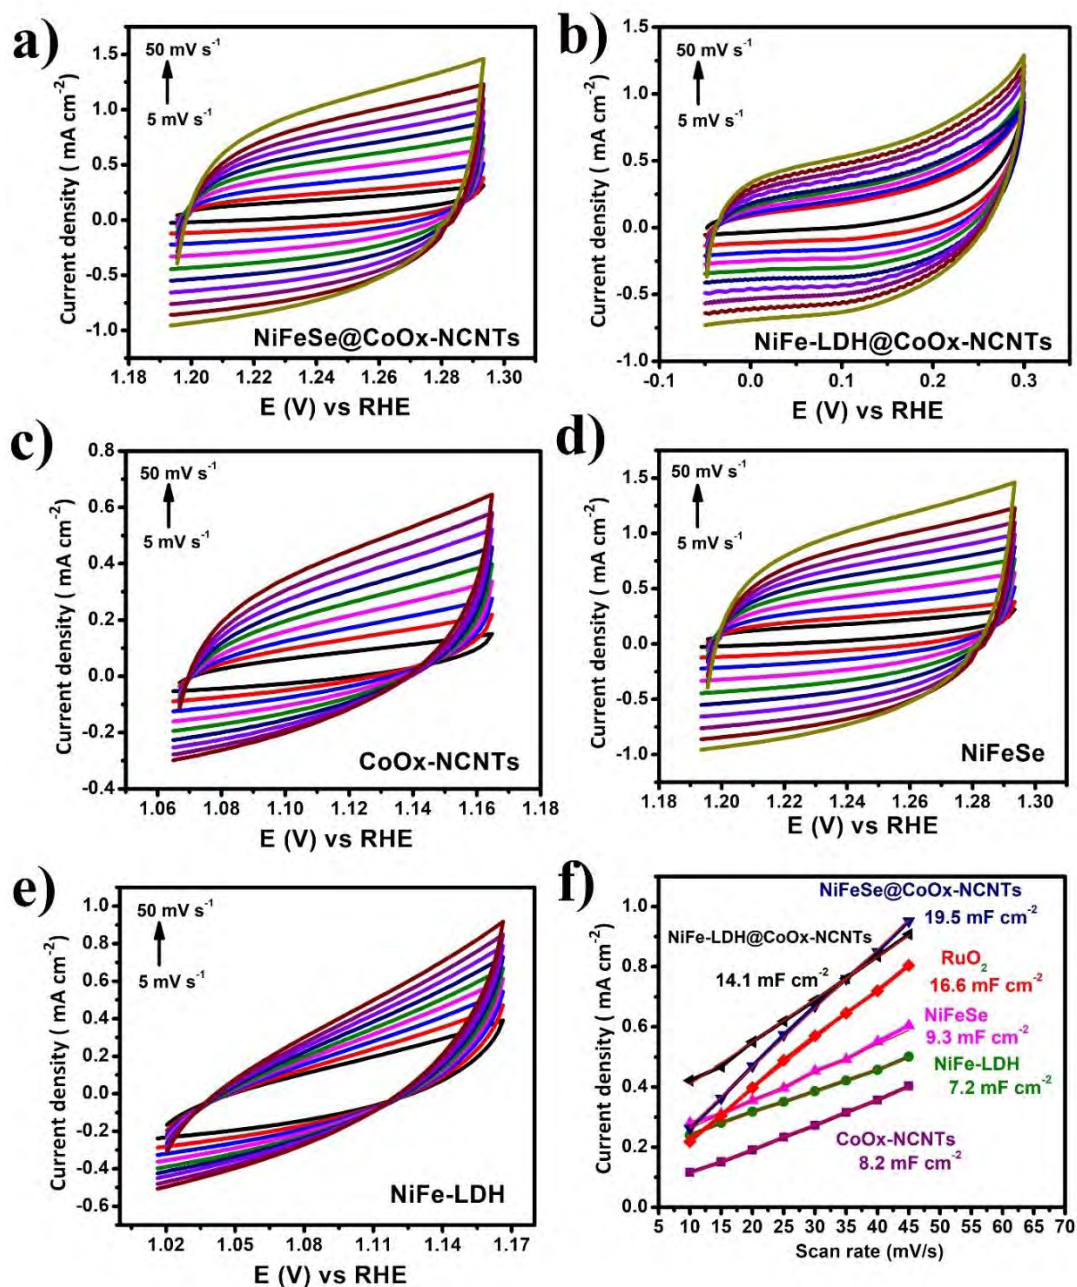 a)
50 mV s⁻¹
5 mV s⁻¹
1.5
1.0
0.5
0.0
-0.5
-1.0
Current density ( mA cm⁻²)
NiFeSe@CoOx-NCNTs
1.18 1.20 1.22 1.24 1.26 1.28 1.30
E (V) vs RHE
b)
50 mV s⁻¹
5 mV s⁻¹
1.5
1.0
0.5
0.0
-0.5
-1.0
Current density ( mA cm⁻²)
NiFe-LDH@CoOx-NCNTs
-0.1 0.0 0.1 0.2 0.3
E (V) vs RHE
c)
50 mV s⁻¹
5 mV s⁻¹
0.8
0.6
0.4
0.2
0.0
-0.2
-0.4
Current density ( mA cm⁻²)
CoOx-NCNTs
1.06 1.08 1.10 1.12 1.14 1.16 1.18
E (V) vs RHE
d)
50 mV s⁻¹
5 mV s⁻¹
1.5
1.0
0.5
0.0
-0.5
-1.0
Current density ( mA cm⁻²)
NiFeSe
1.18 1.20 1.22 1.24 1.26 1.28 1.30
E (V) vs RHE
e)
50 mV s⁻¹
5 mV s⁻¹
1.0
0.8
0.6
0.4
0.2
0.0
-0.2
-0.4
-0.6
Current density ( mA cm⁻²)
NiFe-LDH
1.02 1.05 1.08 1.11 1.14 1.17
E (V) vs RHE
f)
NiFeSe@CoOx-NCNTs
19.5 mF cm⁻²
NiFe-LDH@CoOx-NCNTs
14.1 mF cm⁻²
RuO₂
16.6 mF cm⁻²
NiFeSe
9.3 mF cm⁻²
NiFe-LDH
7.2 mF cm⁻²
CoOx-NCNTs
8.2 mF cm⁻²
1.0
0.8
0.6
0.4
0.2
0.0
Current density ( mA cm⁻²)
5 10 15 20 25 30 35 40 45 50 55 60 65 70
Scan rate (mV/s)